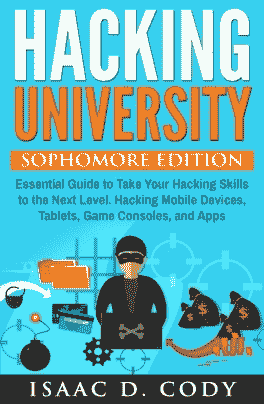 HACKING
UNIVERSITY
SOPHOMORE EDITION
Essential Guide to Take Your Hacking Skills
to the Next Level. Hacking Mobile Devices,
Tablets, Game Consoles, and Apps
ISAAC D. CODY